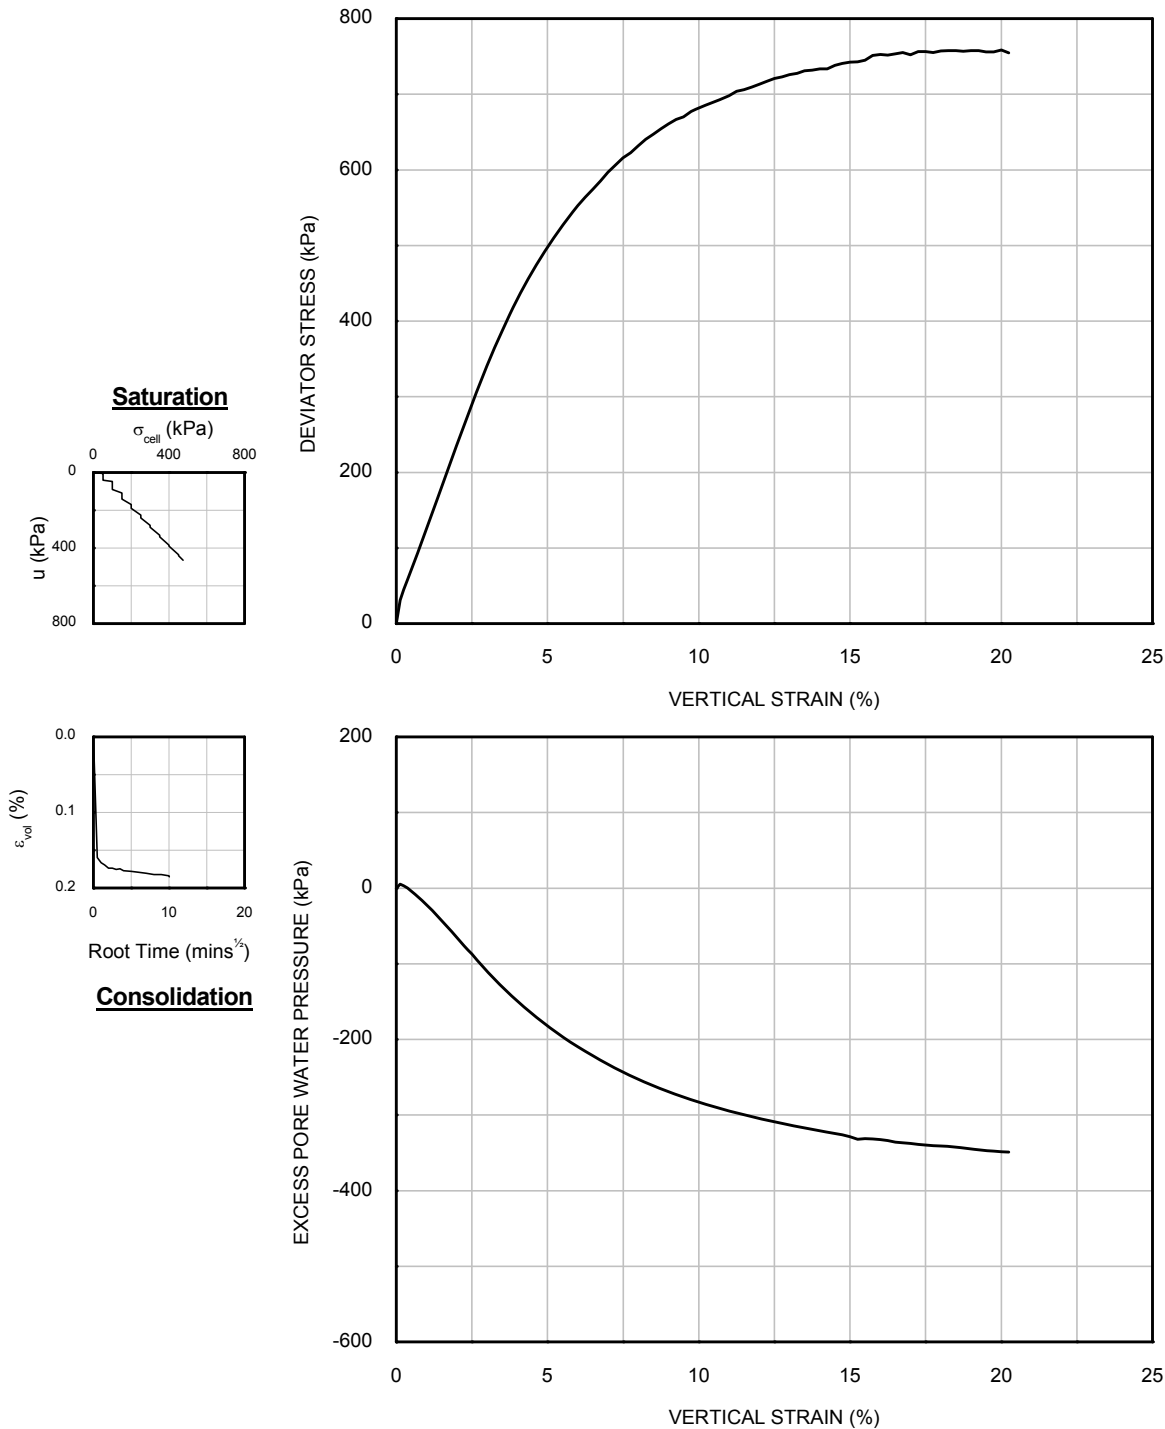 800
600
400
200
0
DEVIATOR STRESS (kPa)
0 5 10 15 20 25
VERTICAL STRAIN (%)
Saturation
σcell (kPa)
0 400 800
0
400
800
u (kPa)
0.0
0.1
0.2
εvol (%)
0 10 20
Root Time (mins½)
Consolidation
200
0
-200
-400
-600
EXCESS PORE WATER PRESSURE (kPa)
0 5 10 15 20 25
VERTICAL STRAIN (%)